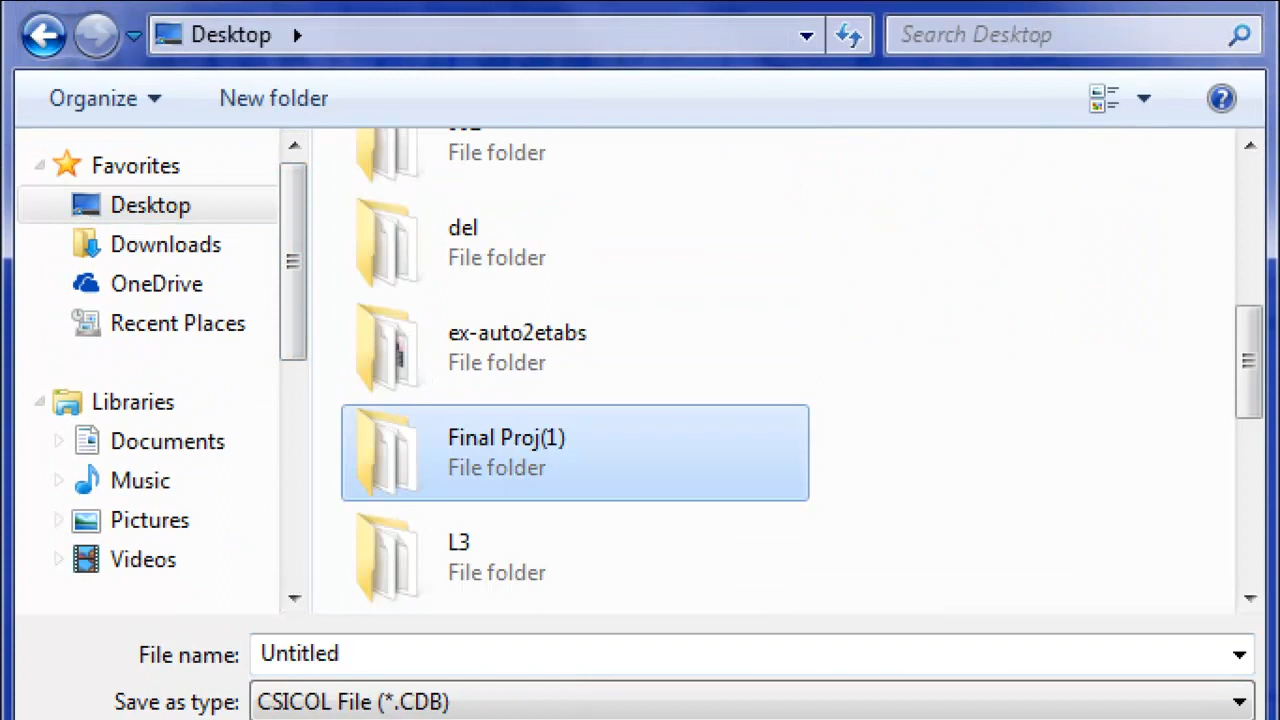 Desktop
Search Desktop
Organize
New folder
Favorites
Desktop
Downloads
OneDrive
Recent Places
Libraries
Documents
Music
Pictures
Videos
File folder
del
File folder
ex-auto2etabs
File folder
Final Proj(1)
File folder
L3
File folder
File name: Untitled
Save as type: CSICOL File (*.CDB)